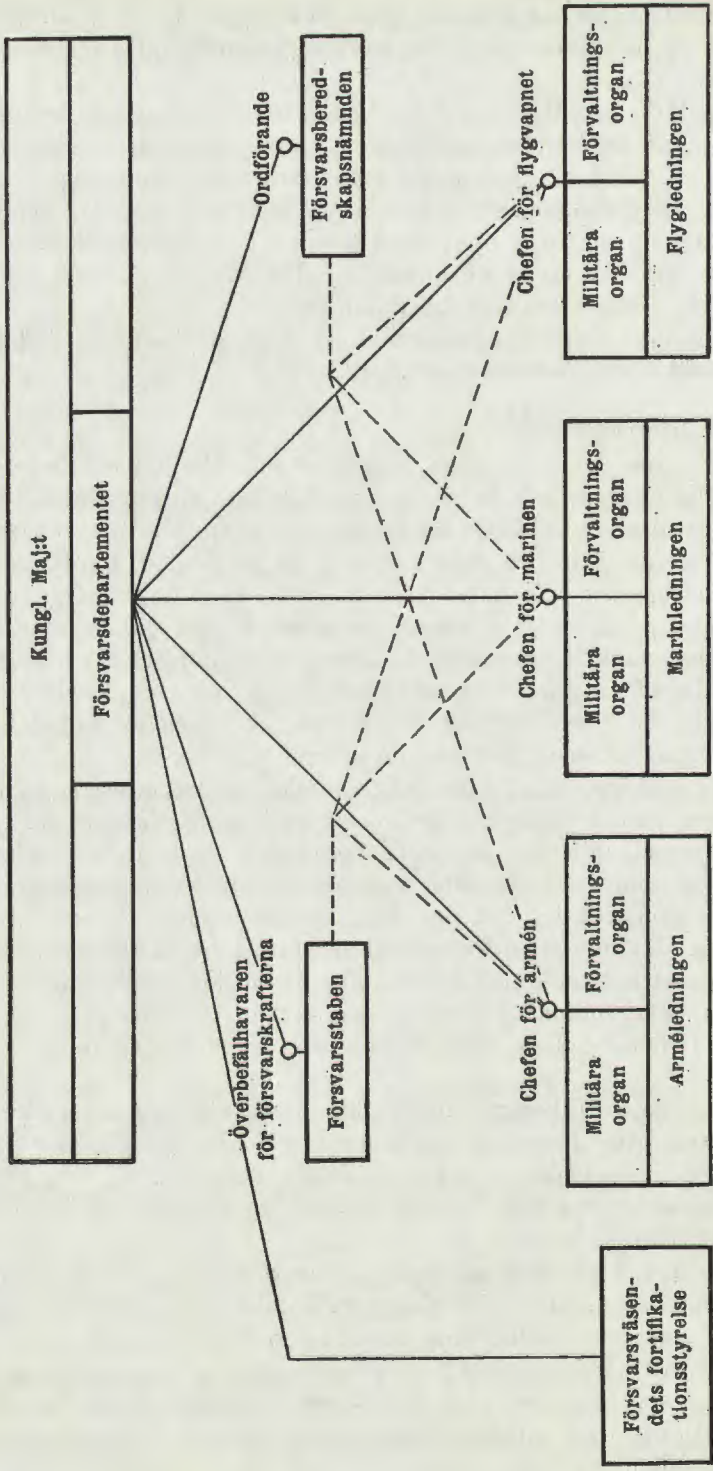 Kungl. Maj:t
Försvarsdepartementet
Överbefälhavaren
för försvarskrafterna
Ordförande
Försvarsstaben
Försvarsbered-
skapsnämnden
Försvarsväsen-
dets fortifika-
tionsstyrelse
Chefen för armén
Militära
organ
Förvaltnings-
organ
Arméledningen
Chefen för marinen
Militära
organ
Förvaltnings-
organ
Marinledningen
Chefen för flygvapnet
Militära
organ
Förvaltnings-
organ
Flygledningen